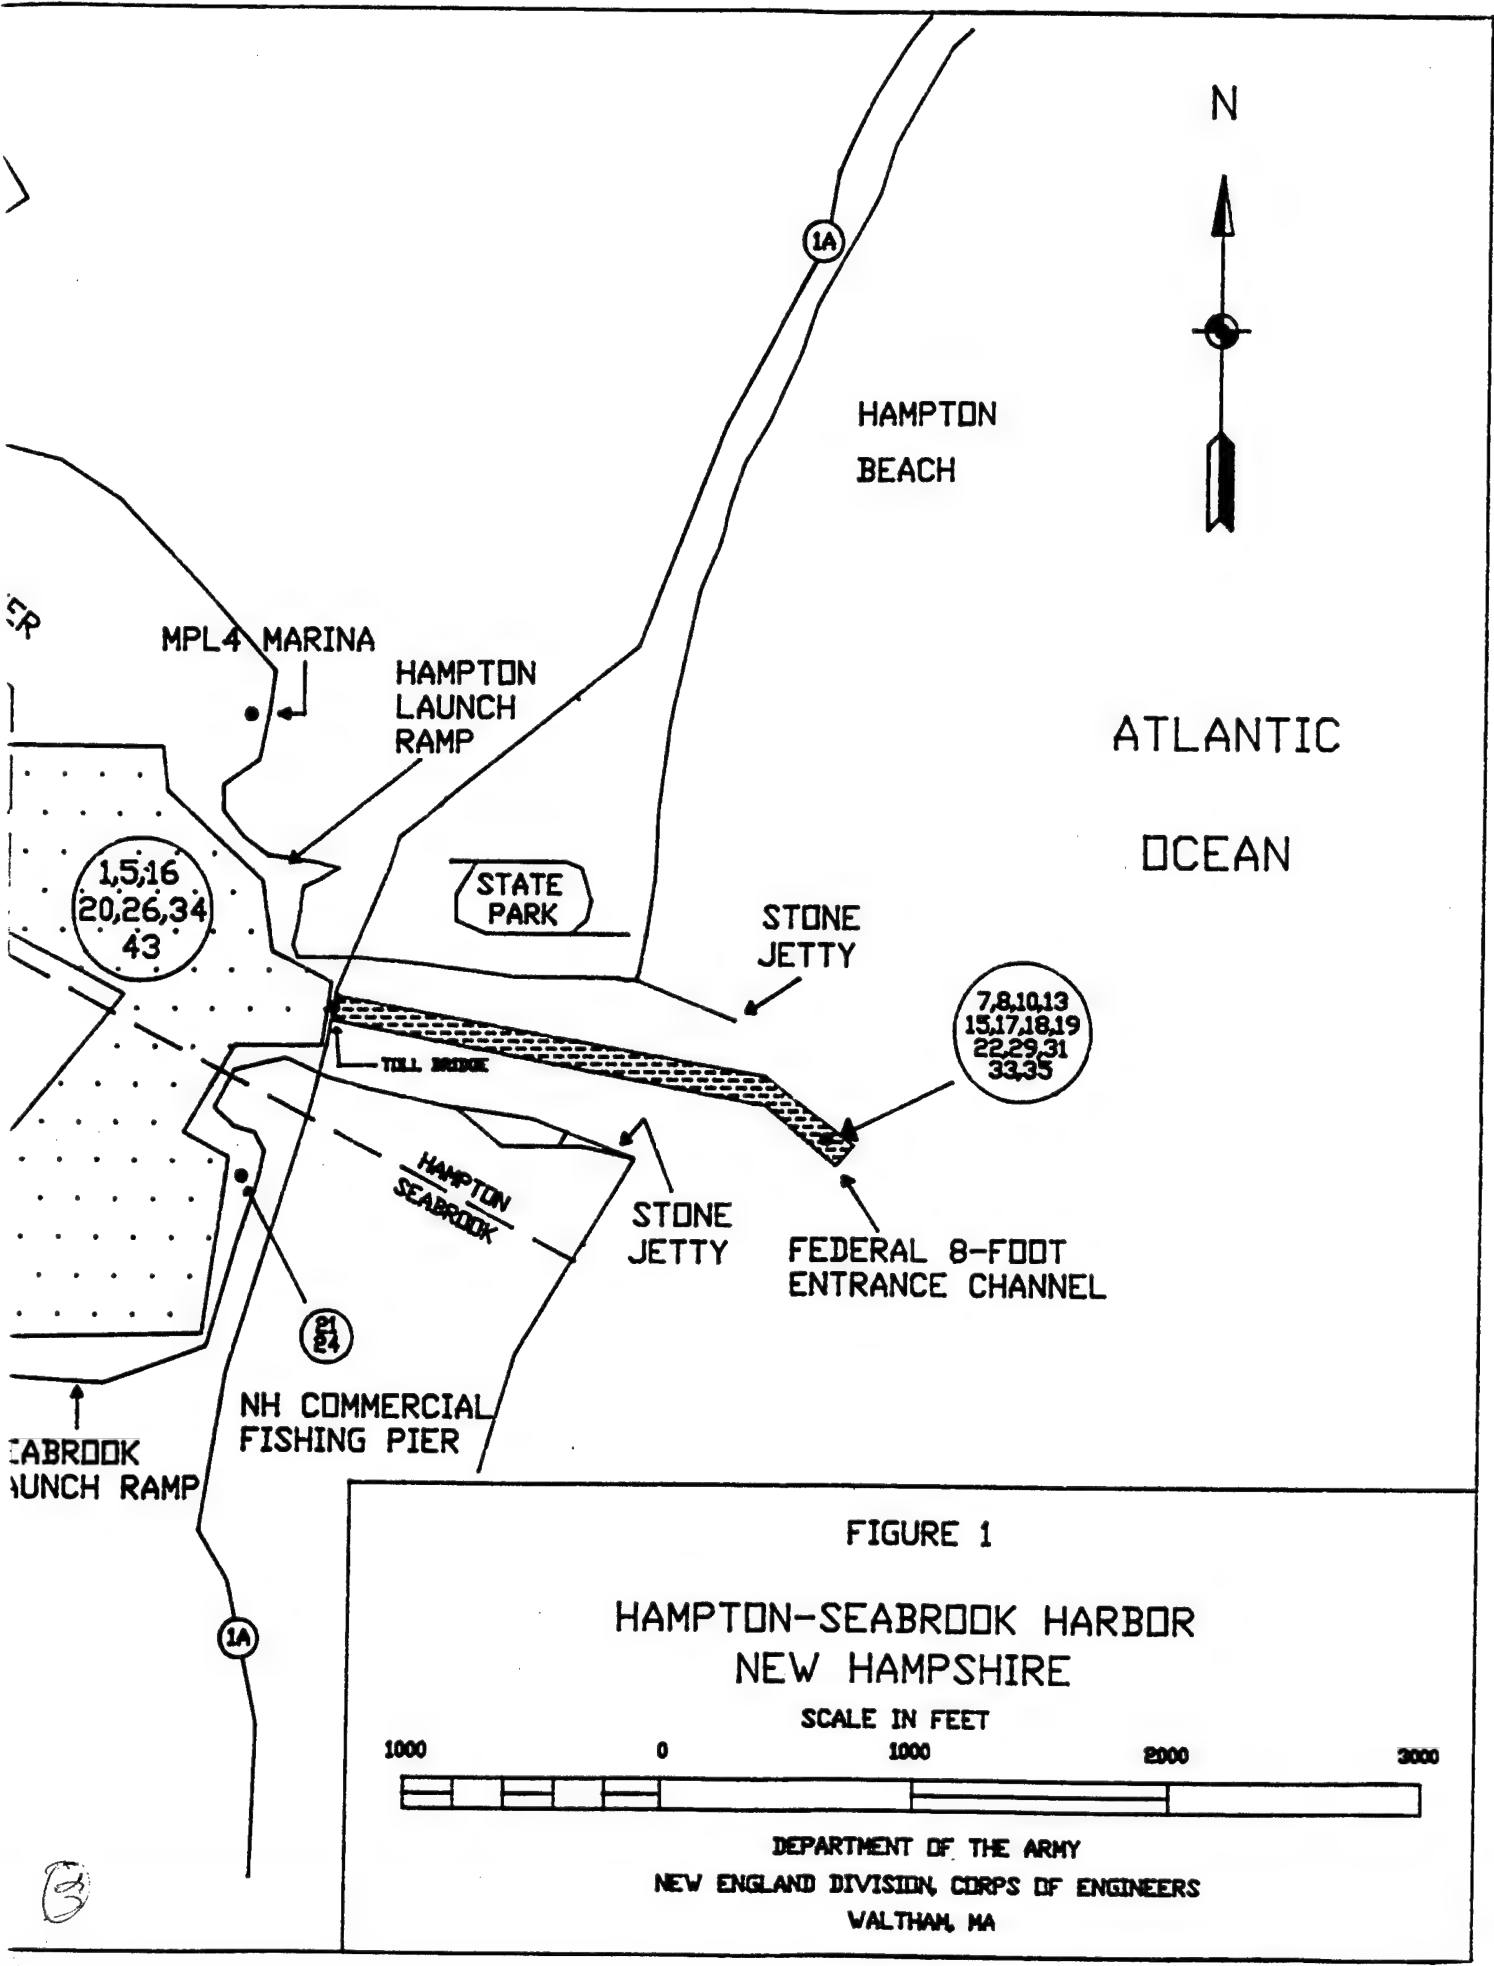 N
1A
HAMPTON
BEACH
ER
MPL4 MARINA
HAMPTON
LAUNCH
RAMP
ATLANTIC
OCEAN
1,5,16
20,26,34
43
STATE
PARK
STONE
JETTY
7,8,10,13
15,17,18,19
22,29,31
33,35
TOLL BRIDGE
HAMPTON
SEABROOK
STONE
JETTY
FEDERAL 8-FOOT
ENTRANCE CHANNEL
21
24
NH COMMERCIAL
FISHING PIER
EABROOK
AUNCH RAMP
1A
FIGURE 1
HAMPTON-SEABROOK HARBOR
NEW HAMPSHIRE
SCALE IN FEET
1000 0 1000 2000 3000
DEPARTMENT OF THE ARMY
NEW ENGLAND DIVISION, CORPS OF ENGINEERS
WALTHAM, MA
3